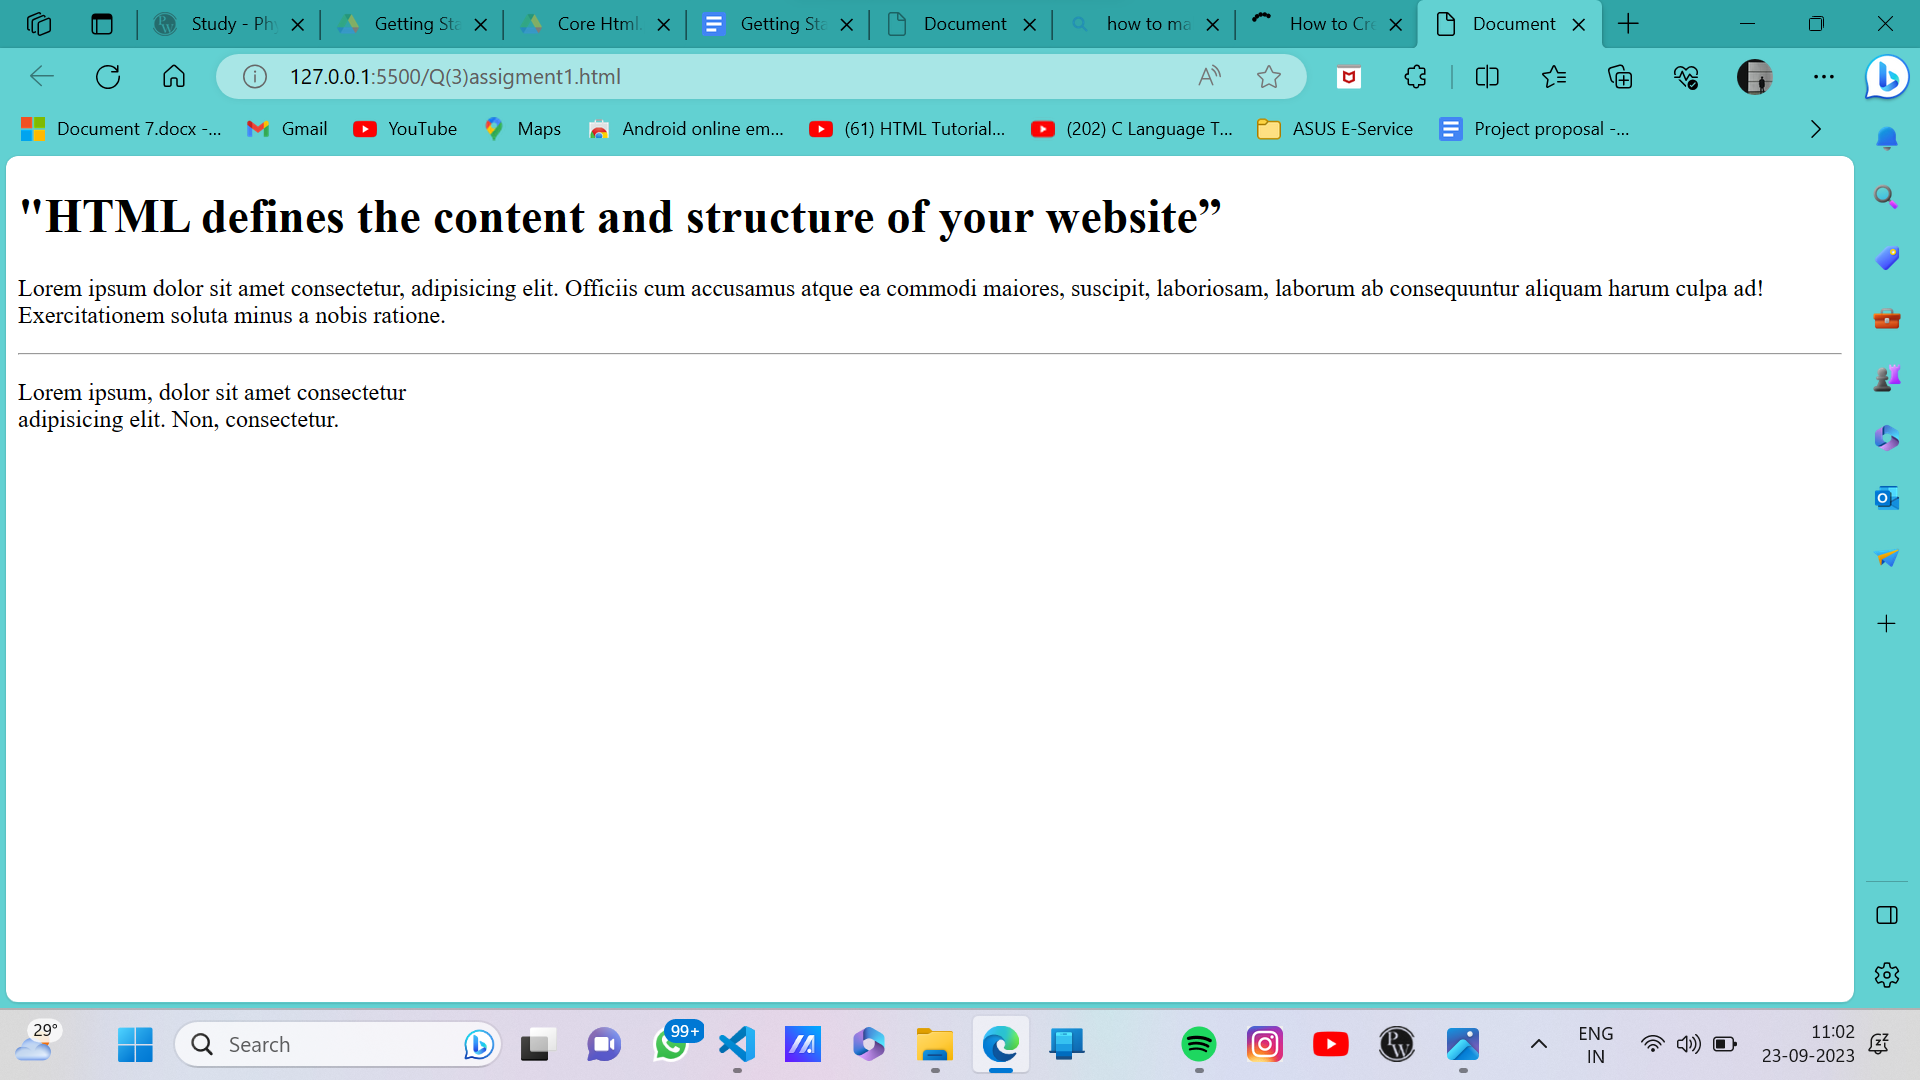 Study - Ph
Getting Sta
Core Html.
Getting Sta
Document
how to ma
How to Cre
Document
127.0.0.1:5500/Q(3)assigment1.html
Document 7.docx -...
Gmail
YouTube
Maps
Android online em...
(61) HTML Tutorial...
(202) C Language T...
ASUS E-Service
Project proposal -...
"HTML defines the content and structure of your website”
Lorem ipsum dolor sit amet consectetur, adipisicing elit. Officiis cum accusamus atque ea commodi maiores, suscipit, laboriosam, laborum ab consequuntur aliquam harum culpa ad!
Exercitationem soluta minus a nobis ratione.
Lorem ipsum, dolor sit amet consectetur
adipisicing elit. Non, consectetur.
29°
Search
99+
ENG
IN
11:02
23-09-2023